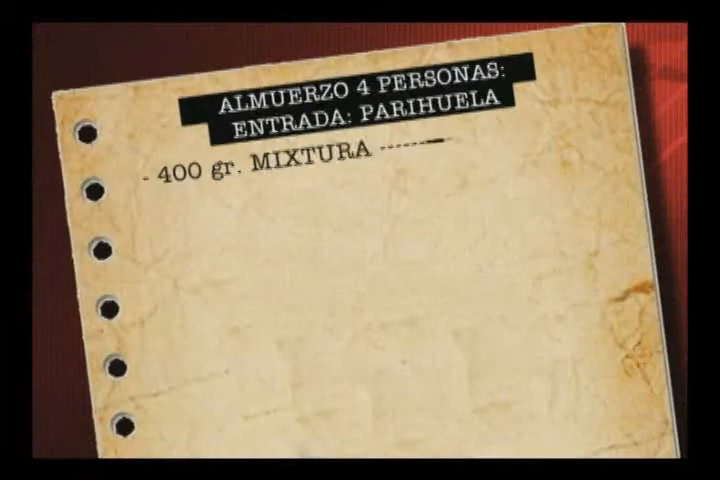 ALMUERZO 4 PERSONAS:
ENTRADA: PARIHUELA
- 400 gr. MIXTURA -------